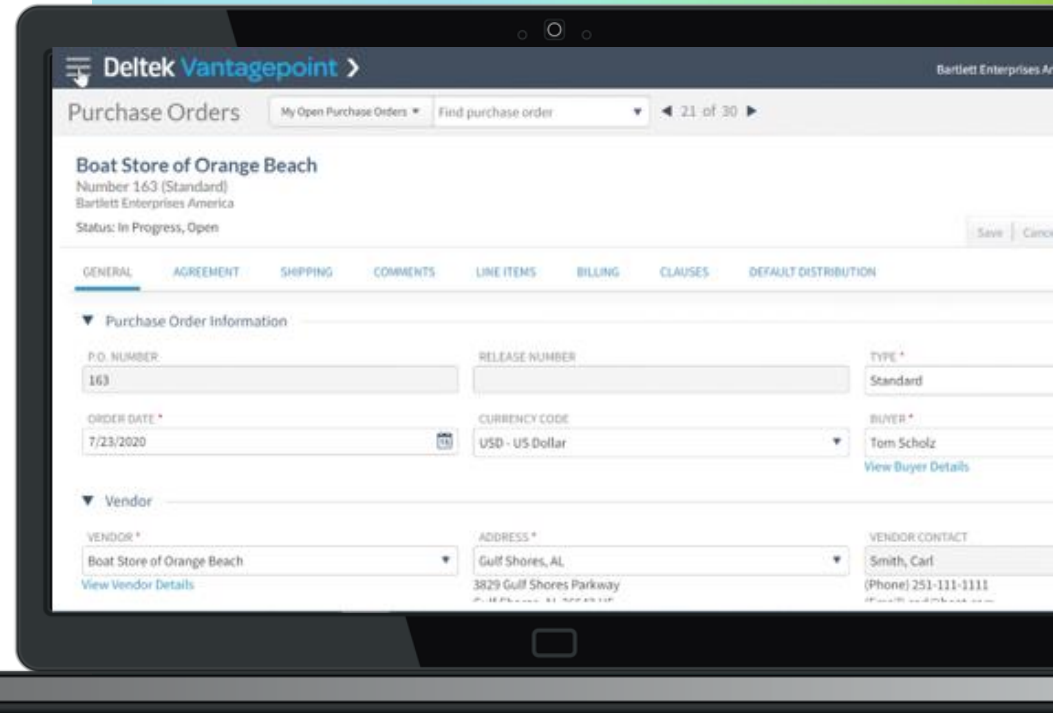 Deltek Vantagepoint
Bartlett Enterprises
Purchase Orders My Open Purchase Orders Find purchase order 21 of 30
Boat Store of Orange Beach
Number 163 (Standard)
Bartlett Enterprises America
Status: In Progress, Open
Save
GENERAL AGREEMENT SHIPPING COMMENTS LINE ITEMS BILLING CLAUSES DEFAULT DISTRIBUTION
Purchase Order Information
P.O. NUMBER RELEASE NUMBER TYPE *
163 Standard
ORDER DATE * CURRENCY CODE BUYER *
7/23/2020 USD - US Dollar Tom Scholz
View Buyer Details
Vendor
VENDOR * ADDRESS * VENDOR CONTACT
Boat Store of Orange Beach Gulf Shores, AL Smith, Carl
View Vendor Details 3829 Gulf Shores Parkway (Phone) 251-111-1111